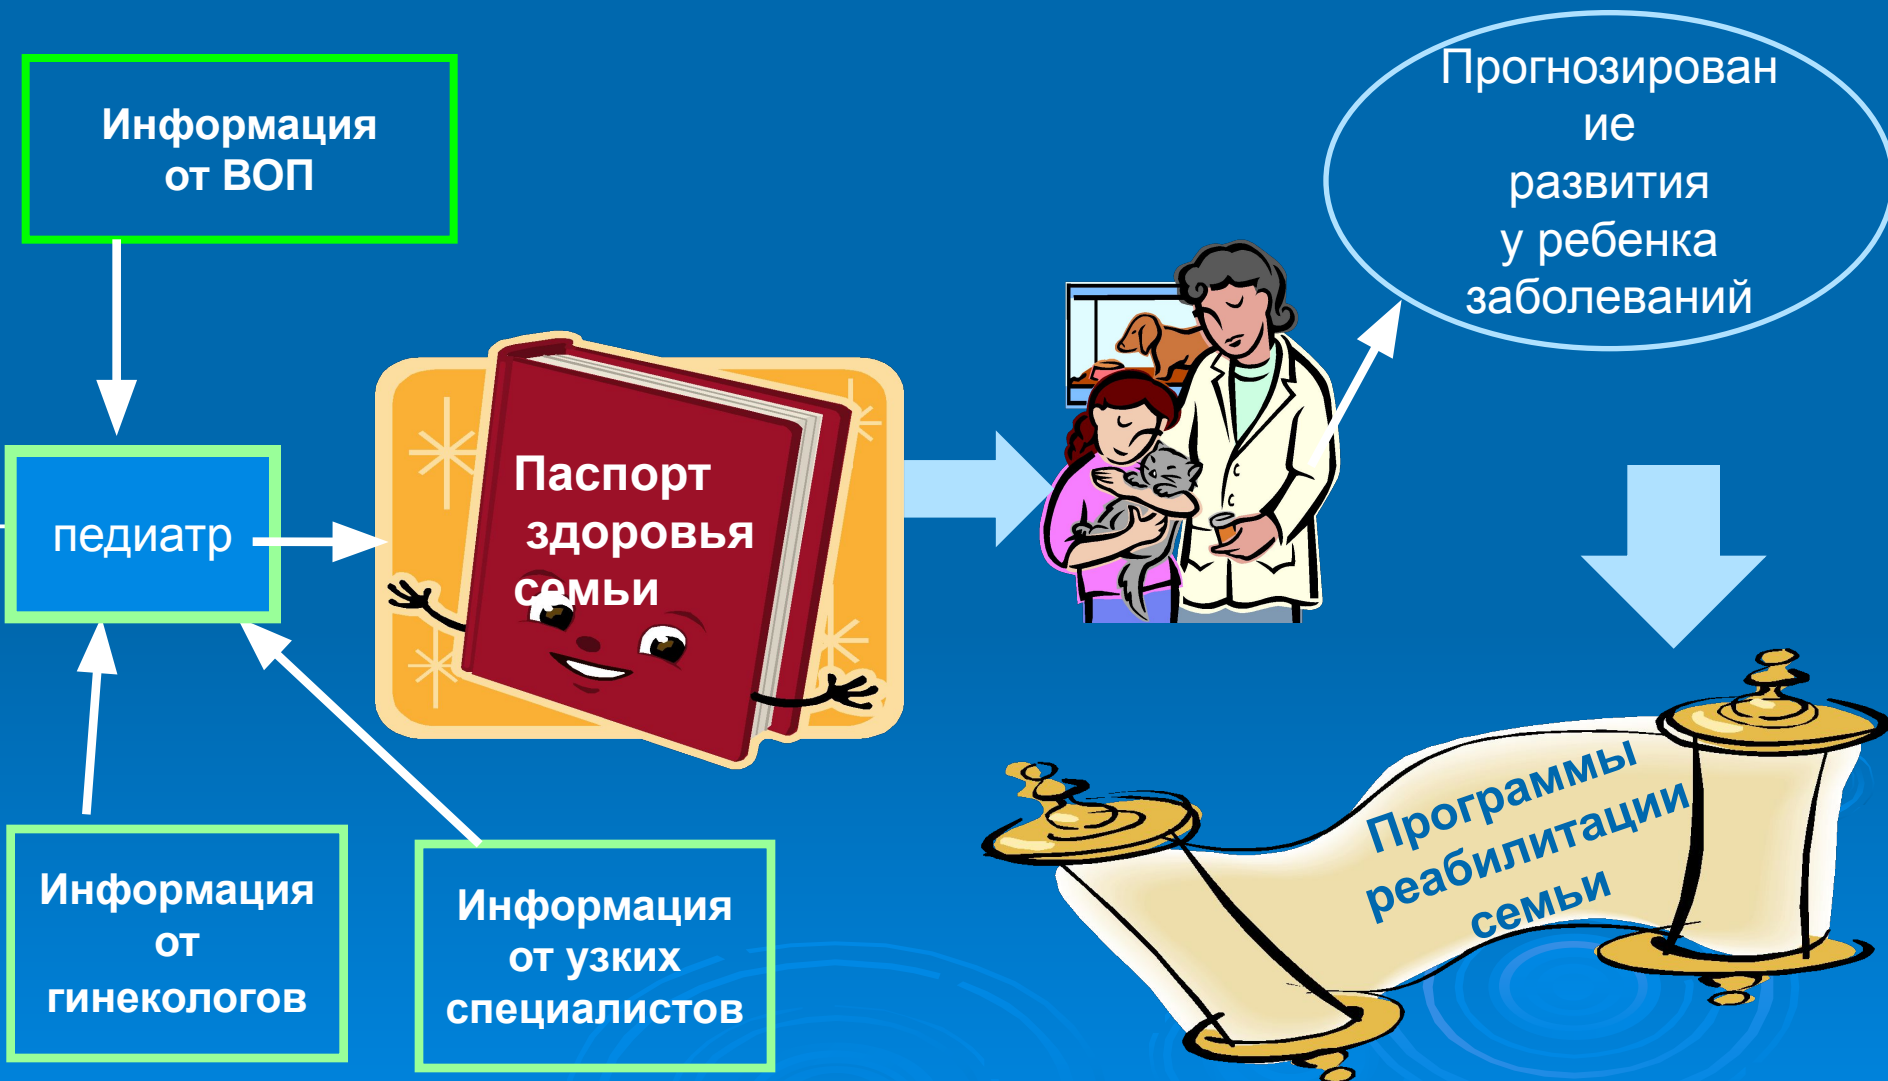 Информация
от ВОП
педиатр
Информация
от
гинекологов
Информация
от узких
специалистов
Паспорт
здоровья
семьи
Прогнозирован
ие
развития
у ребенка
заболеваний
Программы
реабилитации
семьи